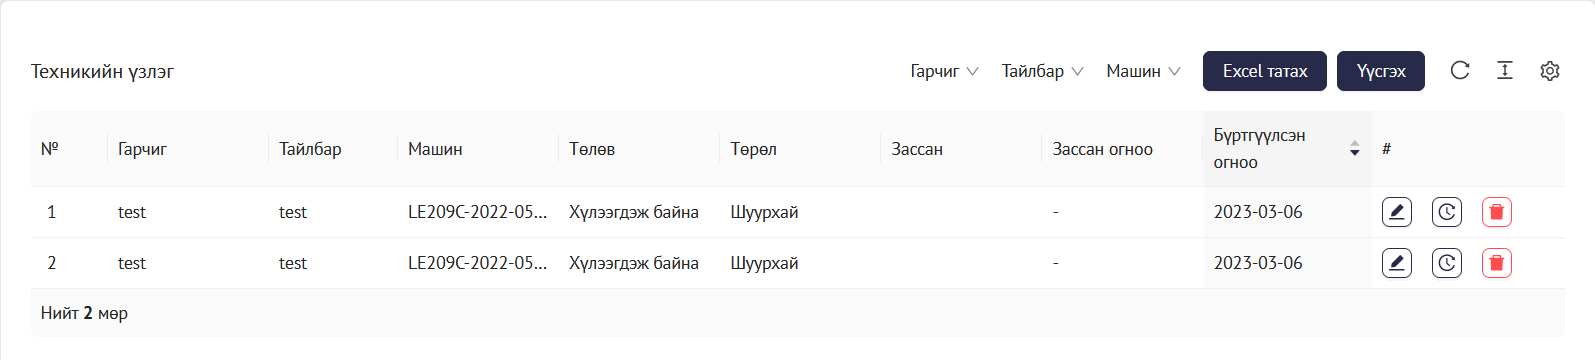 Техникийн үзлэг
Гарчиг Тайлбар Машин Excel татах Үүсгэх
№ Гарчиг Тайлбар Машин Төлөв Төрөл Зассан Зассан огноо Бүртгүүлсэн огноо #
1 test test LE209C-2022-05... Хүлээгдэж байна Шуурхай - 2023-03-06
2 test test LE209C-2022-05... Хүлээгдэж байна Шуурхай - 2023-03-06
Нийт 2 мөр